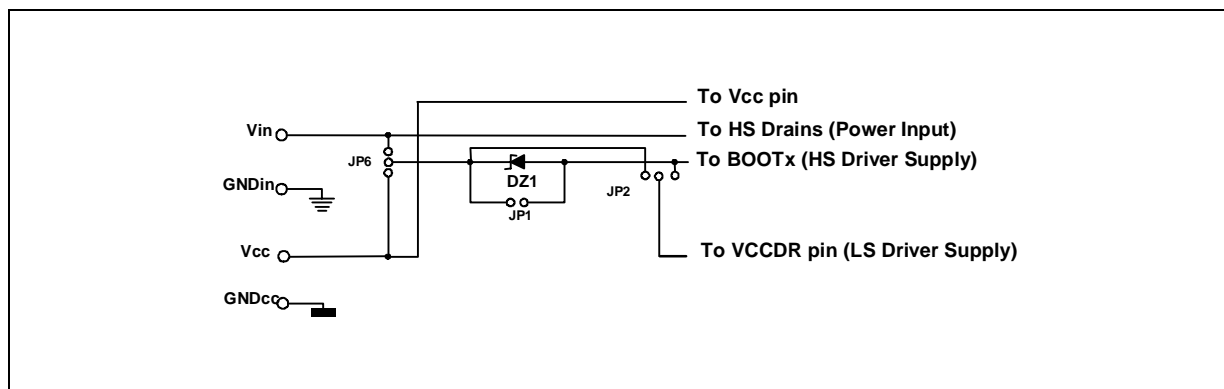 To Vcc pin
Vin
To HS Drains (Power Input)
JP6
To BOOTx (HS Driver Supply)
DZ1
JP2
GNDin
JP1
Vcc
To VCCDR pin (LS Driver Supply)
GNDcc